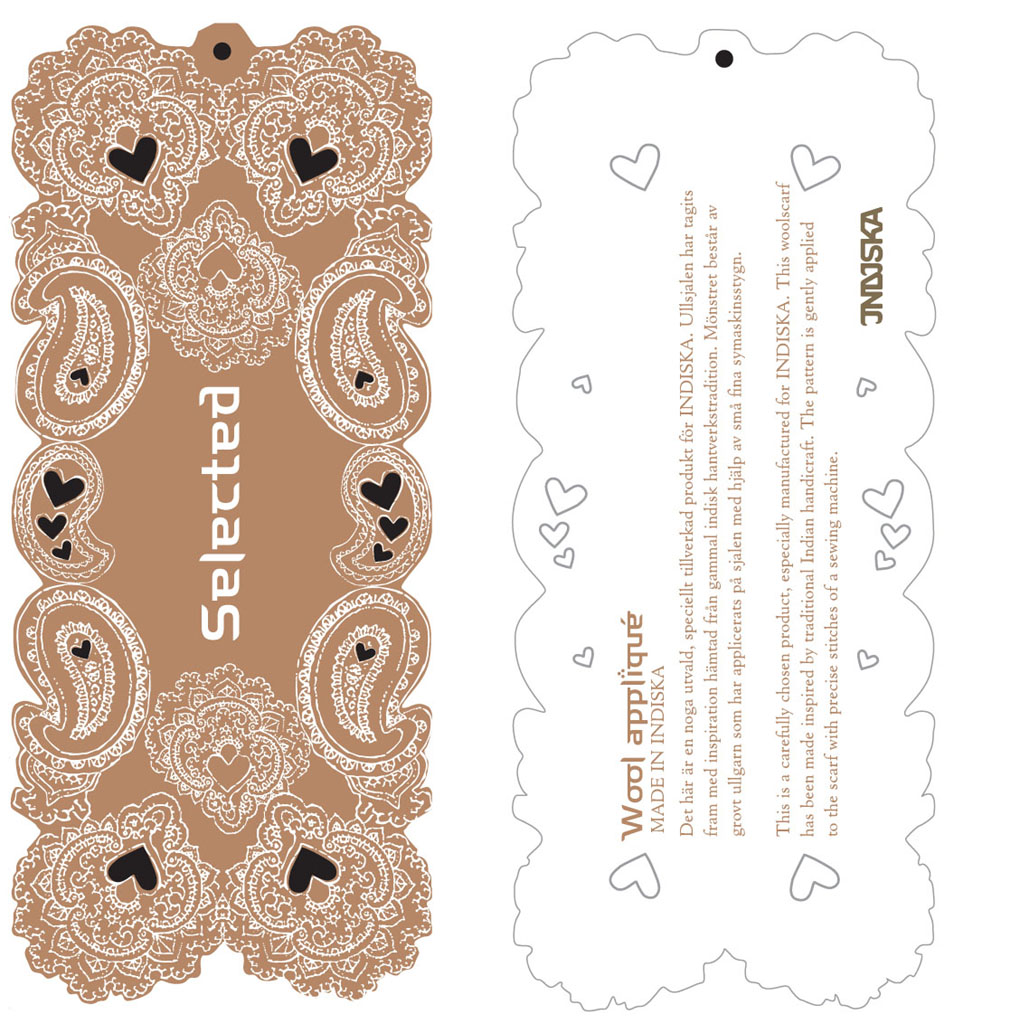 Wool applïqué
MADE IN INDISKA
Det här är en noga utvald, speciellt tillverkad produkt för INDISKA. Ullsjalen har tagits
fram med inspiration hämtad från gammal indisk hantverkstradition. Mönstret består av
grovt ullgarn som har applicerats på sjalen med hjälp av små fina symaskinsstygn.
This is a carefully chosen product, especially manufactured for INDISKA. This woolscarf
has been made inspired by traditional Indian handicraft. The pattern is gently applied
to the scarf with precise stitches of a sewing machine.
INDISKA